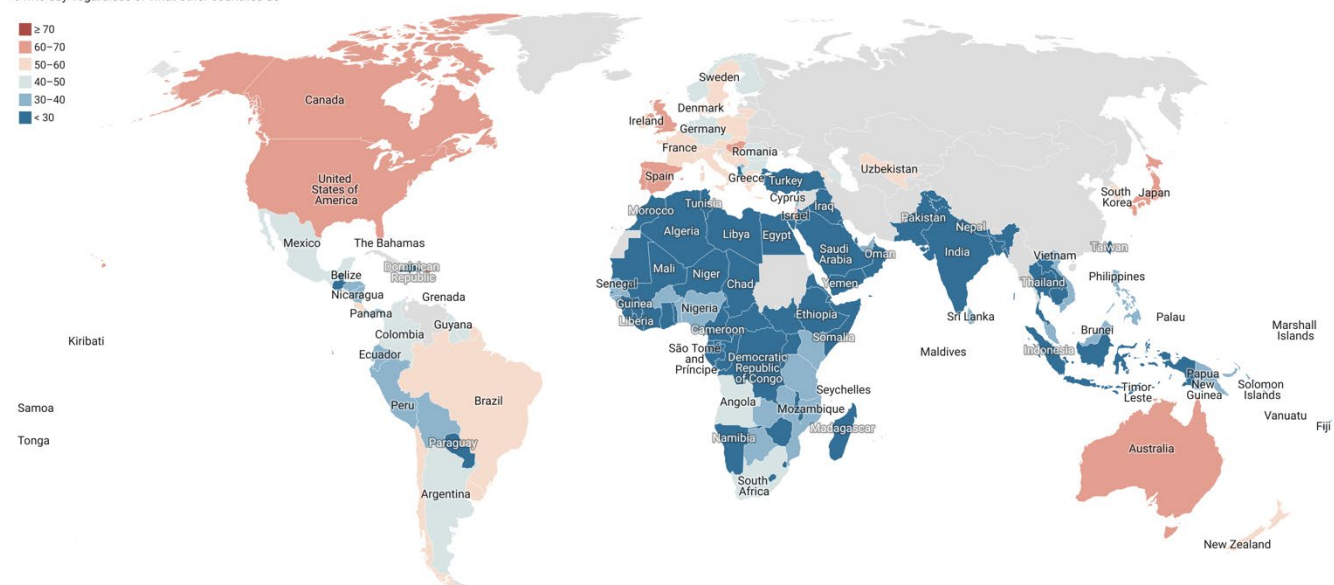 ≥ 70
60–70
50–60
40–50
30–40
< 30
Canada
United
States of
America
Mexico
The Bahamas
Dominican
Republic
Belize
Nicaragua
Grenada
Panama
Guyana
Colombia
Ecuador
Peru
Brazil
Paraguay
Argentina
Kiribati
Samoa
Tonga
Sweden
Denmark
Ireland
Germany
France
Romania
Spain
Greece
Turkey
Uzbekistan
Cyprus
Israel
Iraq
Morocco
Tunisia
Algeria
Libya
Egypt
Saudi
Arabia
Oman
Yemen
Pakistan
Nepal
India
South
Korea
Japan
Taiwan
Vietnam
Thailand
Philippines
Sri Lanka
Maldives
Brunei
Indonesia
Palau
Marshall
Islands
Mali
Niger
Chad
Senegal
Guinea
Liberia
Nigeria
Cameroon
Ethiopia
Somalia
São Tomé
and
Príncipe
Democratic
Republic
of Congo
Seychelles
Angola
Mozambique
Madagascar
Namibia
South
Africa
Timor-
Leste
Papua
New
Guinea
Solomon
Islands
Vanuatu
Fiji
Australia
New Zealand